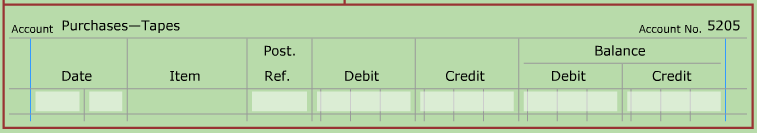 Account Purchases—Tapes Account No. 5205
Post. Balance
Date Item Ref. Debit Credit Debit Credit